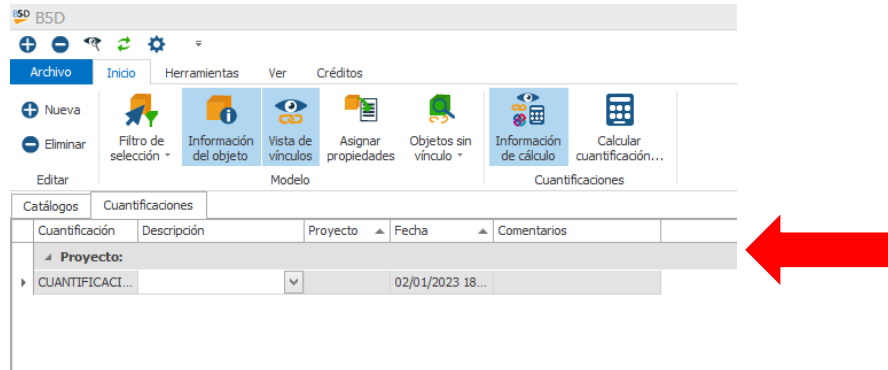 BSD B5D
Archivo Inicio Herramientas Ver Créditos
Nueva
Eliminar
Filtro de selección
Información del objeto
Vista de vínculos
Asignar propiedades
Objetos sin vínculo
Información de cálculo
Calcular cuantificación...
Editar Modelo Cuantificaciones
Catálogos Cuantificaciones
Cuantificación Descripción Proyecto Fecha Comentarios
Proyecto:
CUANTIFICACI... 02/01/2023 18...